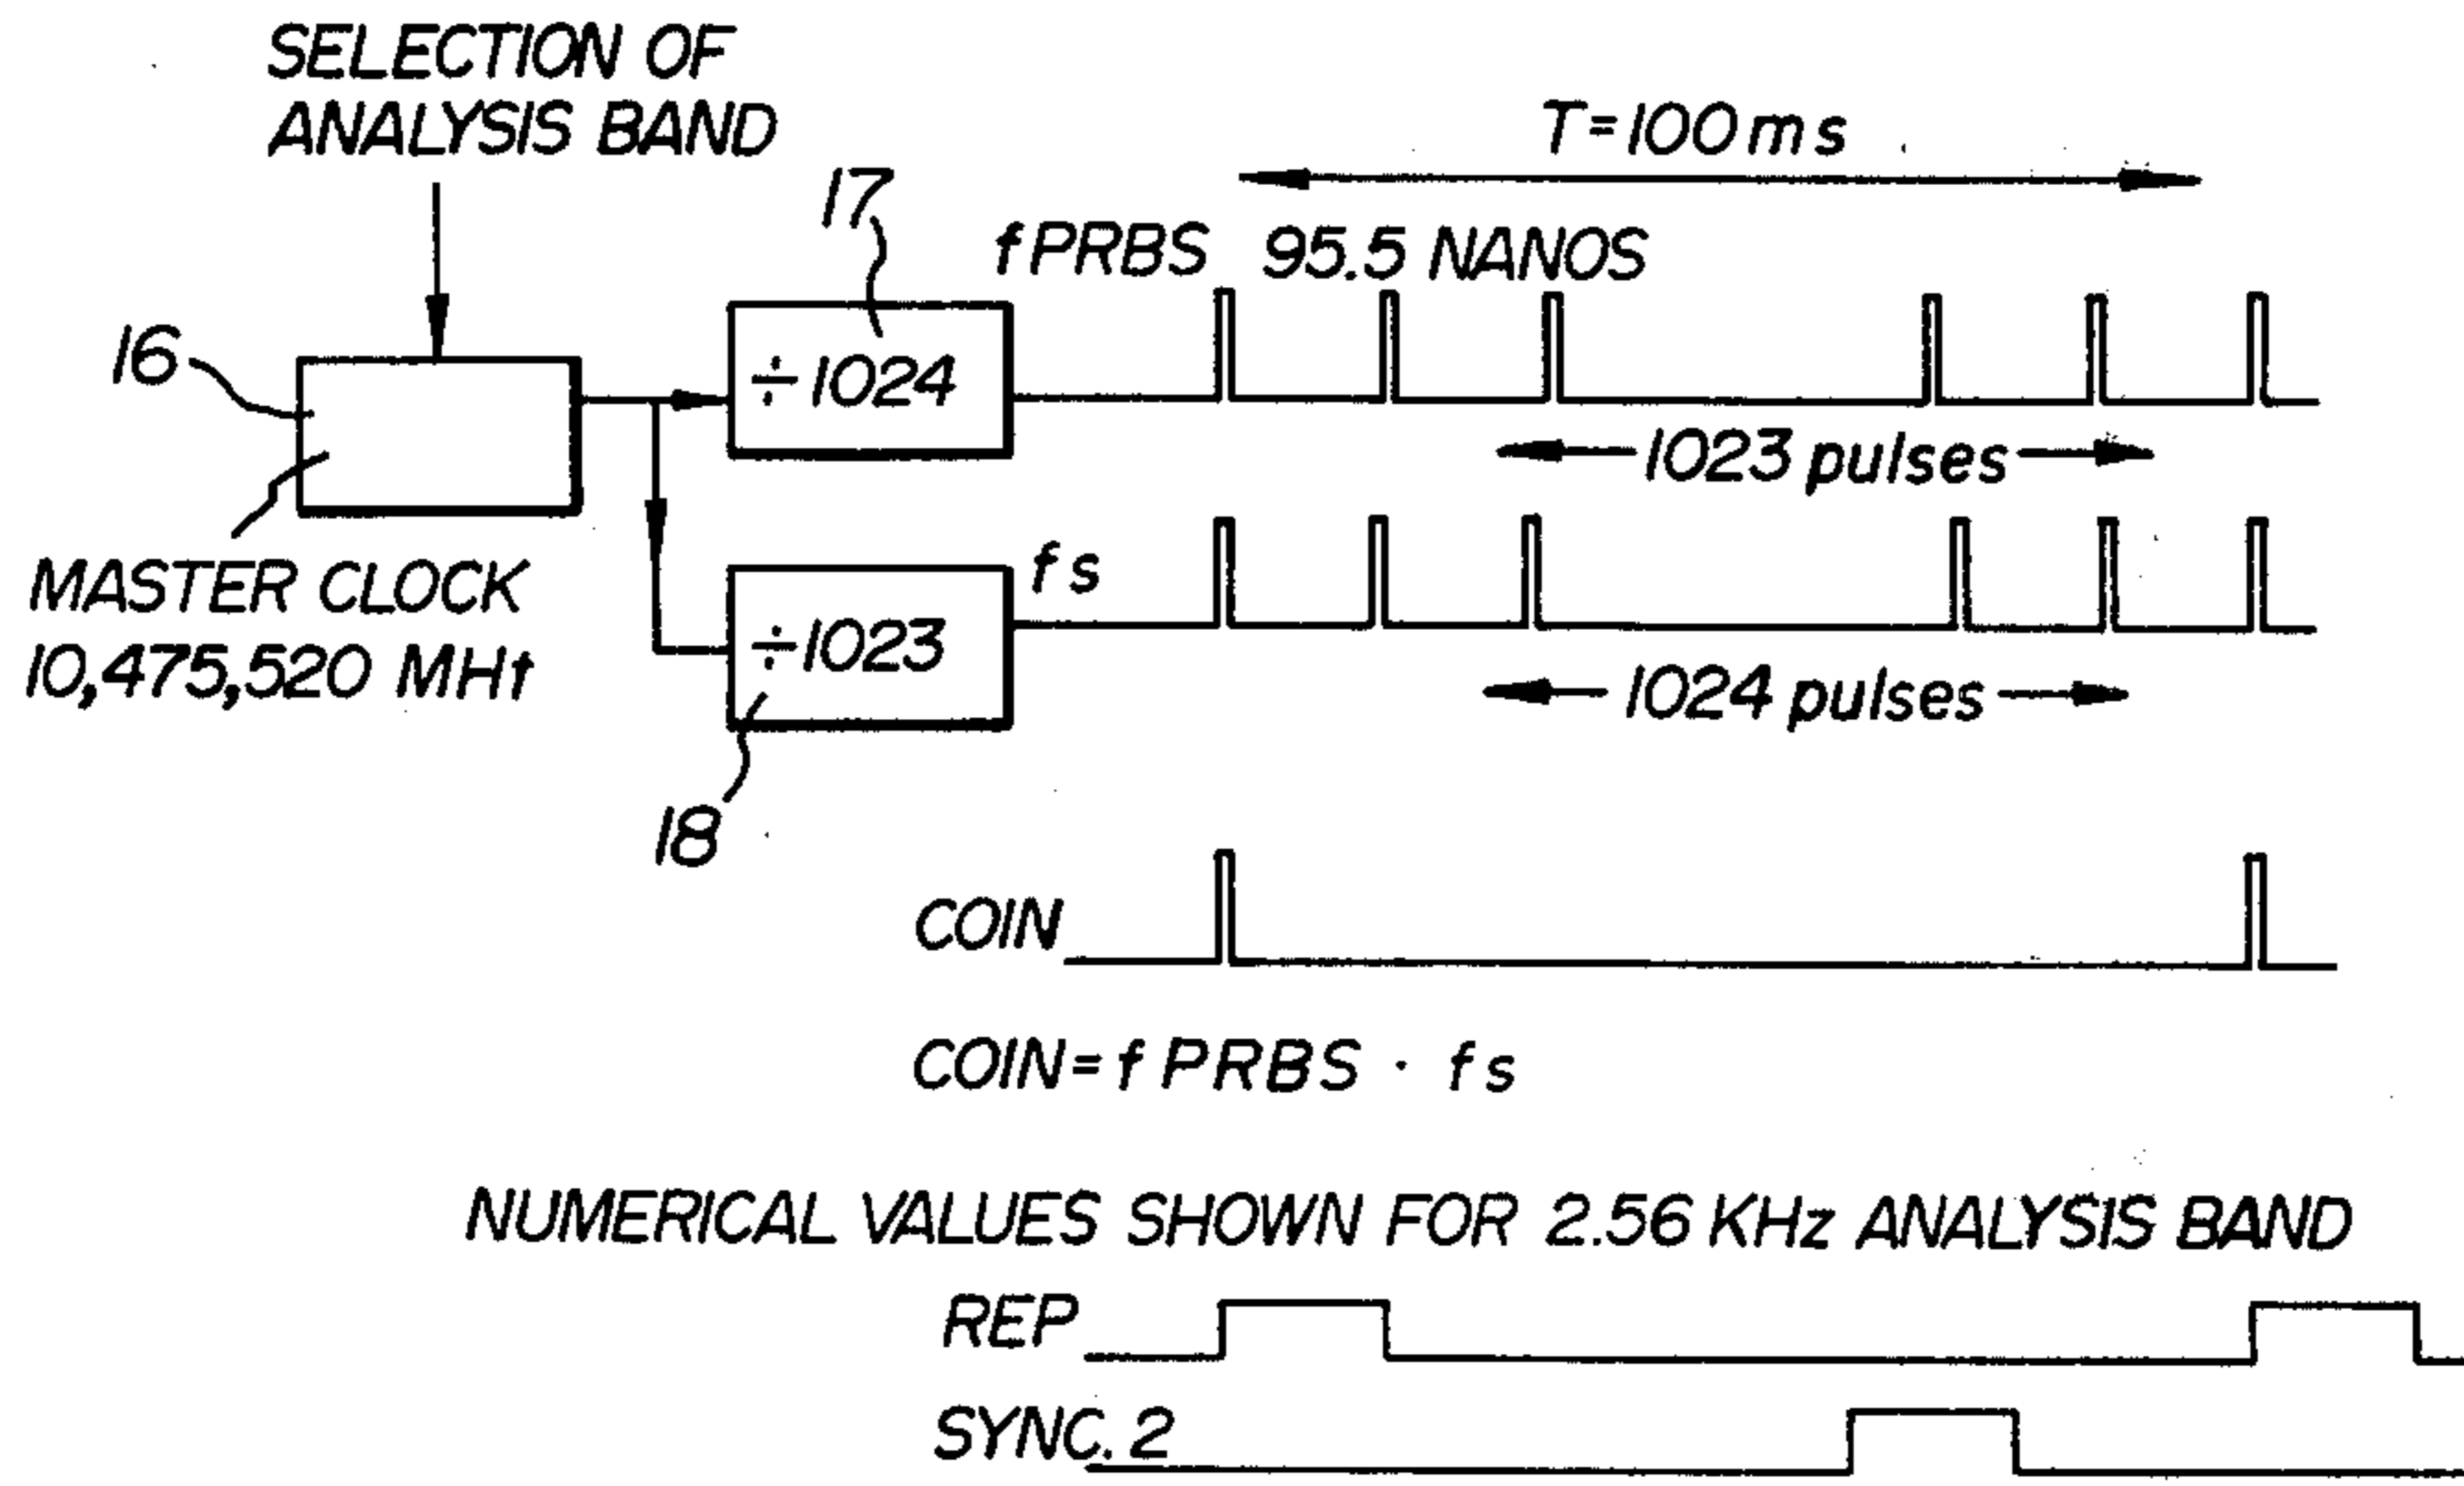 SELECTION OF
ANALYSIS BAND
T=100 ms
17
f PRBS 95.5 NANOS
16
÷1024
1023 pulses
MASTER CLOCK
10,475,520 MHt
fs
÷1023
1024 pulses
18
COIN
COIN=f PRBS · fs
NUMERICAL VALUES SHOWN FOR 2.56 KHz ANALYSIS BAND
REP
SYNC. 2